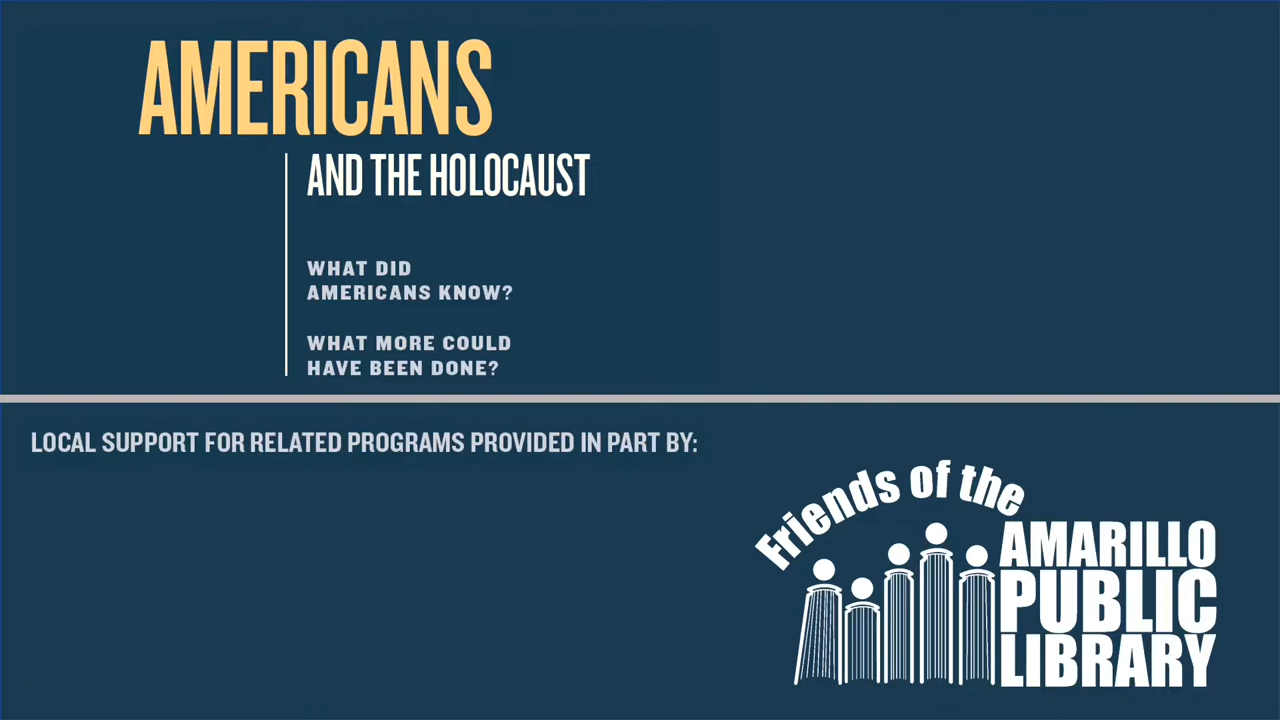 AMERICANS
AND THE HOLOCAUST
WHAT DID
AMERICANS KNOW?
WHAT MORE COULD
HAVE BEEN DONE?
LOCAL SUPPORT FOR RELATED PROGRAMS PROVIDED IN PART BY:
Friends of the
AMARILLO
PUBLIC
LIBRARY